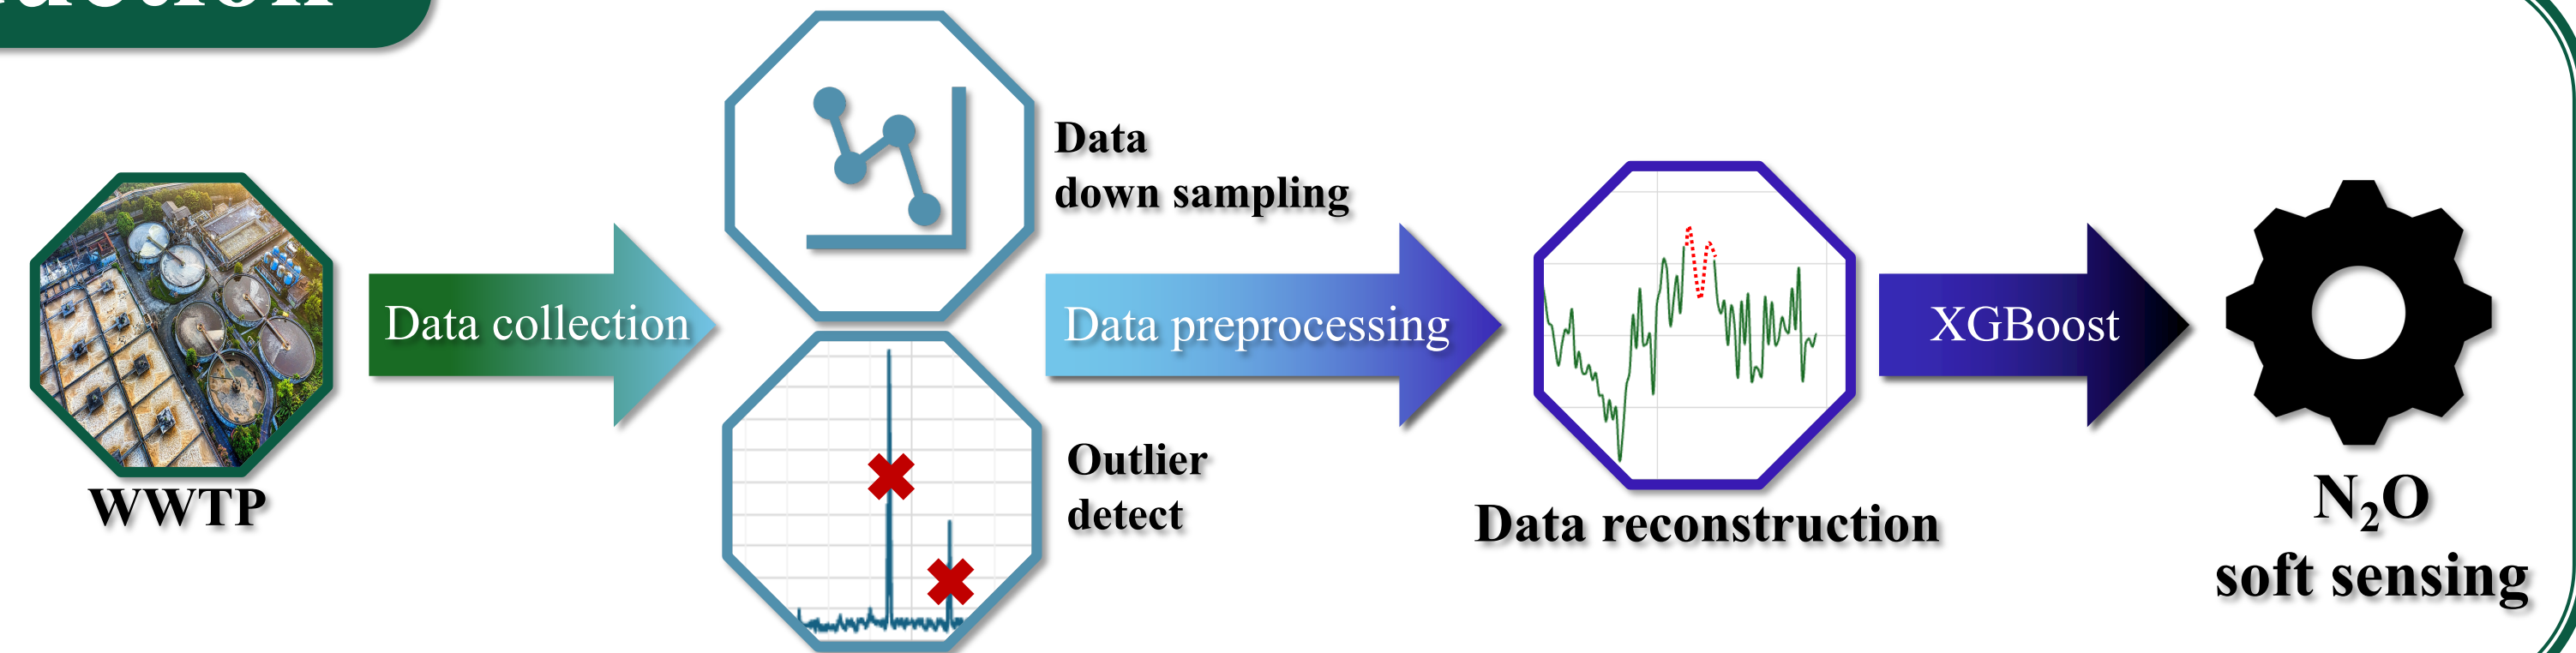 WWTP
Data collection
Data
down sampling
Outlier
detect
Data preprocessing
Data reconstruction
XGBoost
N₂O
soft sensing